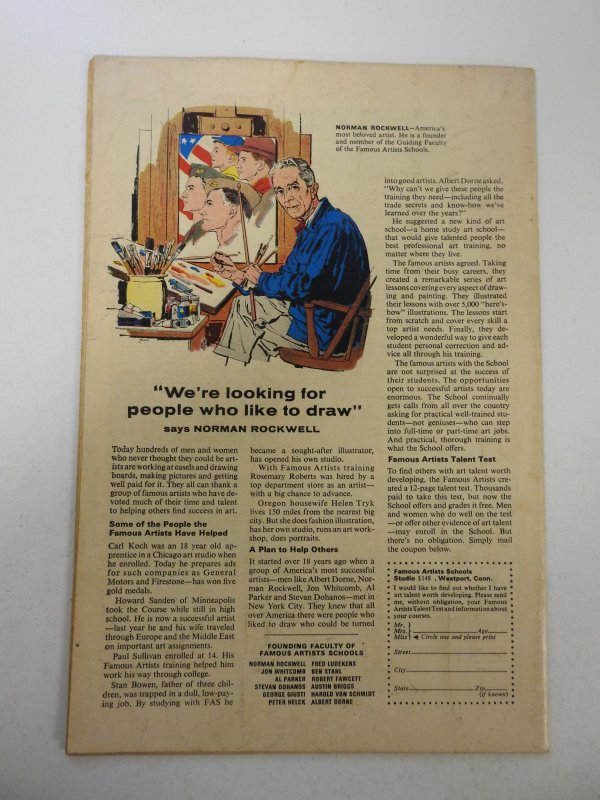 NORMAN ROCKWELL—America's
most beloved artist. He is a founder
and member of the Guiding Faculty
of the Famous Artists Schools.
"We're looking for
people who like to draw"
says NORMAN ROCKWELL
Today hundreds of men and women
who never thought they could be art-
ists are working at easels and drawing
boards, making pictures and getting
well paid for it. They all can thank a
group of famous artists who have de-
voted much of their time and talent
to helping others find success in art.
Some of the People the
Famous Artists Have Helped
Carl Koch was an 18 year old ap-
prentice in a Chicago art studio when
he enrolled. Today he prepares ads
for such companies as General
Motors and Firestone—has won five
gold medals.
Howard Sanden of Minneapolis
took the Course while still in high
school. He is now a successful artist
—last year he and his wife traveled
through Europe and the Middle East
on important art assignments.
Paul Sullivan enrolled at 14. His
Famous Artists training helped him
work his way through college.
Stan Bowen, father of three chil-
dren, was trapped in a dull, low-pay-
ing job. By studying with FAS he
became a sought-after illustrator,
has opened his own studio.
With Famous Artists training
Rosemary Roberts was hired by a
top department store as an artist—
with a big chance to advance.
Oregon housewife Helen Tryk
lives 150 miles from the nearest big
city. But she does fashion illustration,
has her own studio, runs an art work-
shop, does portraits.
A Plan to Help Others
It started over 18 years ago when a
group of America's most successful
artists—men like Albert Dorne, Nor-
man Rockwell, Jon Whitcomb, Al
Parker and Stevan Dohanos—met in
New York City. They knew that all
over America there were people who
liked to draw who could be turned
FOUNDING FACULTY OF
FAMOUS ARTISTS SCHOOLS
NORMAN ROCKWELL FRED LUDEKENS
JON WHITCOMB BEN STAHL
AL PARKER ROBERT FAWCETT
STEVAN DOHANOS AUSTIN BRIGGS
GEORGE GIUSTI HAROLD VON SCHMIDT
PETER HELCK ALBERT DORNE
into good artists. Albert Dorne asked,
"Why can't we give these people the
training they need—including all the
trade secrets and know-how we've
learned over the years?"
He suggested a new kind of art
school—a home study art school—
that would give talented people the
best professional art training, no
matter where they live.
The famous artists agreed. Taking
time from their busy careers, they
created a remarkable series of art
lessons covering every aspect of draw-
ing and painting. They illustrated
their lessons with over 5,000 "here's-
how" illustrations. The lessons start
from scratch and cover every skill a
top artist needs. Finally, they de-
veloped a wonderful way to give each
student personal correction and ad-
vice all through his training.
The famous artists with the School
are not surprised at the success of
their students. The opportunities
open to successful artists today are
enormous. The School continually
gets calls from all over the country
asking for practical well-trained stu-
dents—not geniuses—who can step
into full-time or part-time art jobs.
And practical, thorough training is
what the School offers.
Famous Artists Talent Test
To find others with art talent worth
developing, the Famous Artists cre-
ated a 12-page talent test. Thousands
paid to take this test, but now the
School offers and grades it free. Men
and women who do well on the test
—or offer other evidence of art talent
—may enroll in the School. But
there's no obligation. Simply mail
the coupon below.
Famous Artists Schools
Studio 5149, Westport, Conn.
I would like to find out whether I have
art talent worth developing. Please send
me, without obligation, your Famous
Artists Talent Test and information about
your courses.
Mr.
Mrs. Age
Miss Circle one and please print
Street
City
State Zip
(if known)